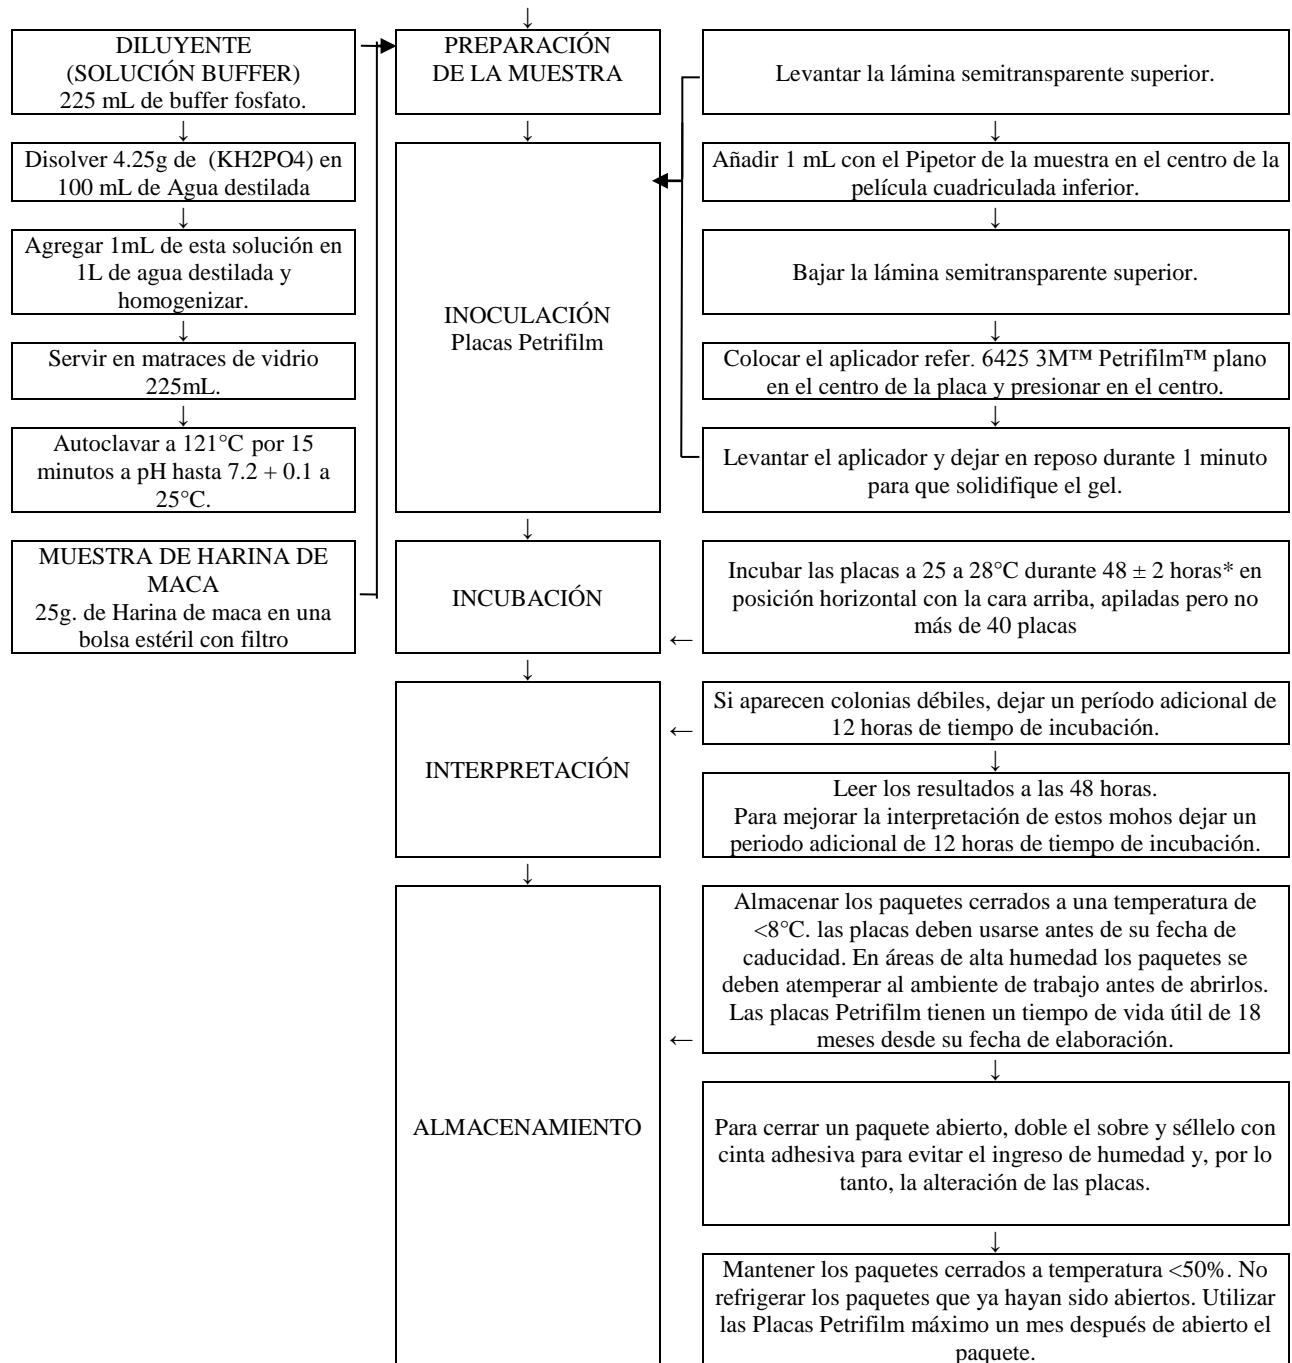 ↓
DILUYENTE
(SOLUCIÓN BUFFER)
225 mL de buffer fosfato.
↓
Disolver 4.25g de  (KH2PO4) en
100 mL de Agua destilada
↓
Agregar 1mL de esta solución en
1L de agua destilada y
homogenizar.
↓
Servir en matraces de vidrio
225mL.
↓
Autoclavar a 121°C por 15
minutos a pH hasta 7.2 + 0.1 a
25°C.
MUESTRA DE HARINA DE
MACA
25g. de Harina de maca en una
bolsa estéril con filtro
PREPARACIÓN
DE LA MUESTRA
↓
INOCULACIÓN
Placas Petrifilm
↓
INCUBACIÓN
↓
INTERPRETACIÓN
↓
ALMACENAMIENTO
Levantar la lámina semitransparente superior.
↓
Añadir 1 mL con el Pipetor de la muestra en el centro de la
película cuadriculada inferior.
↓
Bajar la lámina semitransparente superior.
↓
Colocar el aplicador refer. 6425 3M™ Petrifilm™ plano
en el centro de la placa y presionar en el centro.
↓
Levantar el aplicador y dejar en reposo durante 1 minuto
para que solidifique el gel.
Incubar las placas a 25 a 28°C durante 48 ± 2 horas* en
posición horizontal con la cara arriba, apiladas pero no
más de 40 placas
←
Si aparecen colonias débiles, dejar un período adicional de
12 horas de tiempo de incubación.
←
↓
Leer los resultados a las 48 horas.
Para mejorar la interpretación de estos mohos dejar un
periodo adicional de 12 horas de tiempo de incubación.
Almacenar los paquetes cerrados a una temperatura de
<8°C. las placas deben usarse antes de su fecha de
caducidad. En áreas de alta humedad los paquetes se
deben atemperar al ambiente de trabajo antes de abrirlos.
Las placas Petrifilm tienen un tiempo de vida útil de 18
meses desde su fecha de elaboración.
←
↓
Para cerrar un paquete abierto, doble el sobre y séllelo con
cinta adhesiva para evitar el ingreso de humedad y, por lo
tanto, la alteración de las placas.
↓
Mantener los paquetes cerrados a temperatura <50%. No
refrigerar los paquetes que ya hayan sido abiertos. Utilizar
las Placas Petrifilm máximo un mes después de abierto el
paquete.